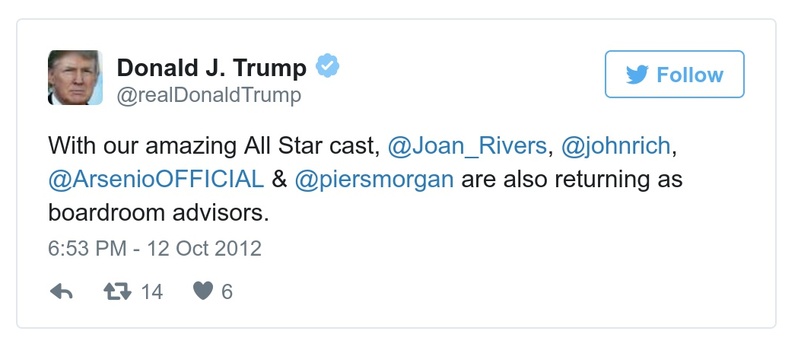 Donald J. Trump
@realDonaldTrump
Follow
With our amazing All Star cast, @Joan_Rivers, @johnrich,
@ArsenioOFFICIAL & @piersmorgan are also returning as
boardroom advisors.
6:53 PM - 12 Oct 2012
14 6